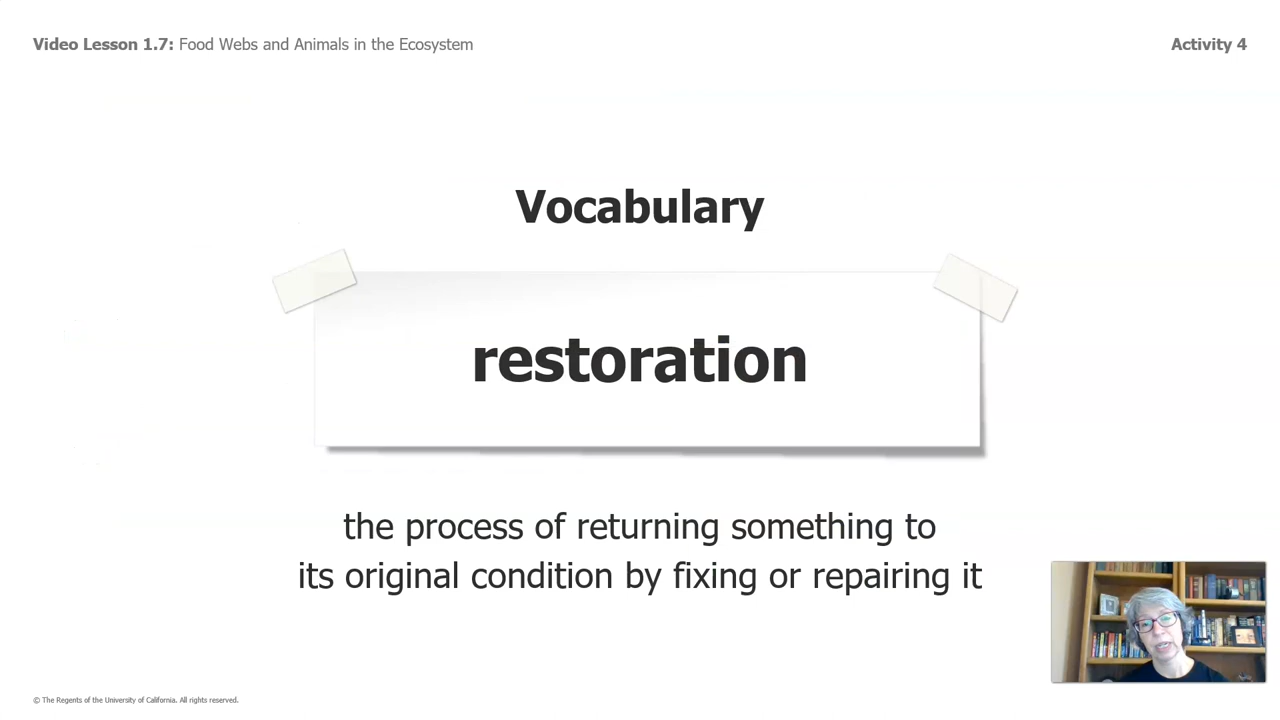 Video Lesson 1.7: Food Webs and Animals in the Ecosystem
Activity 4
Vocabulary
restoration
the process of returning something to
its original condition by fixing or repairing it
© The Regents of the University of California. All rights reserved.